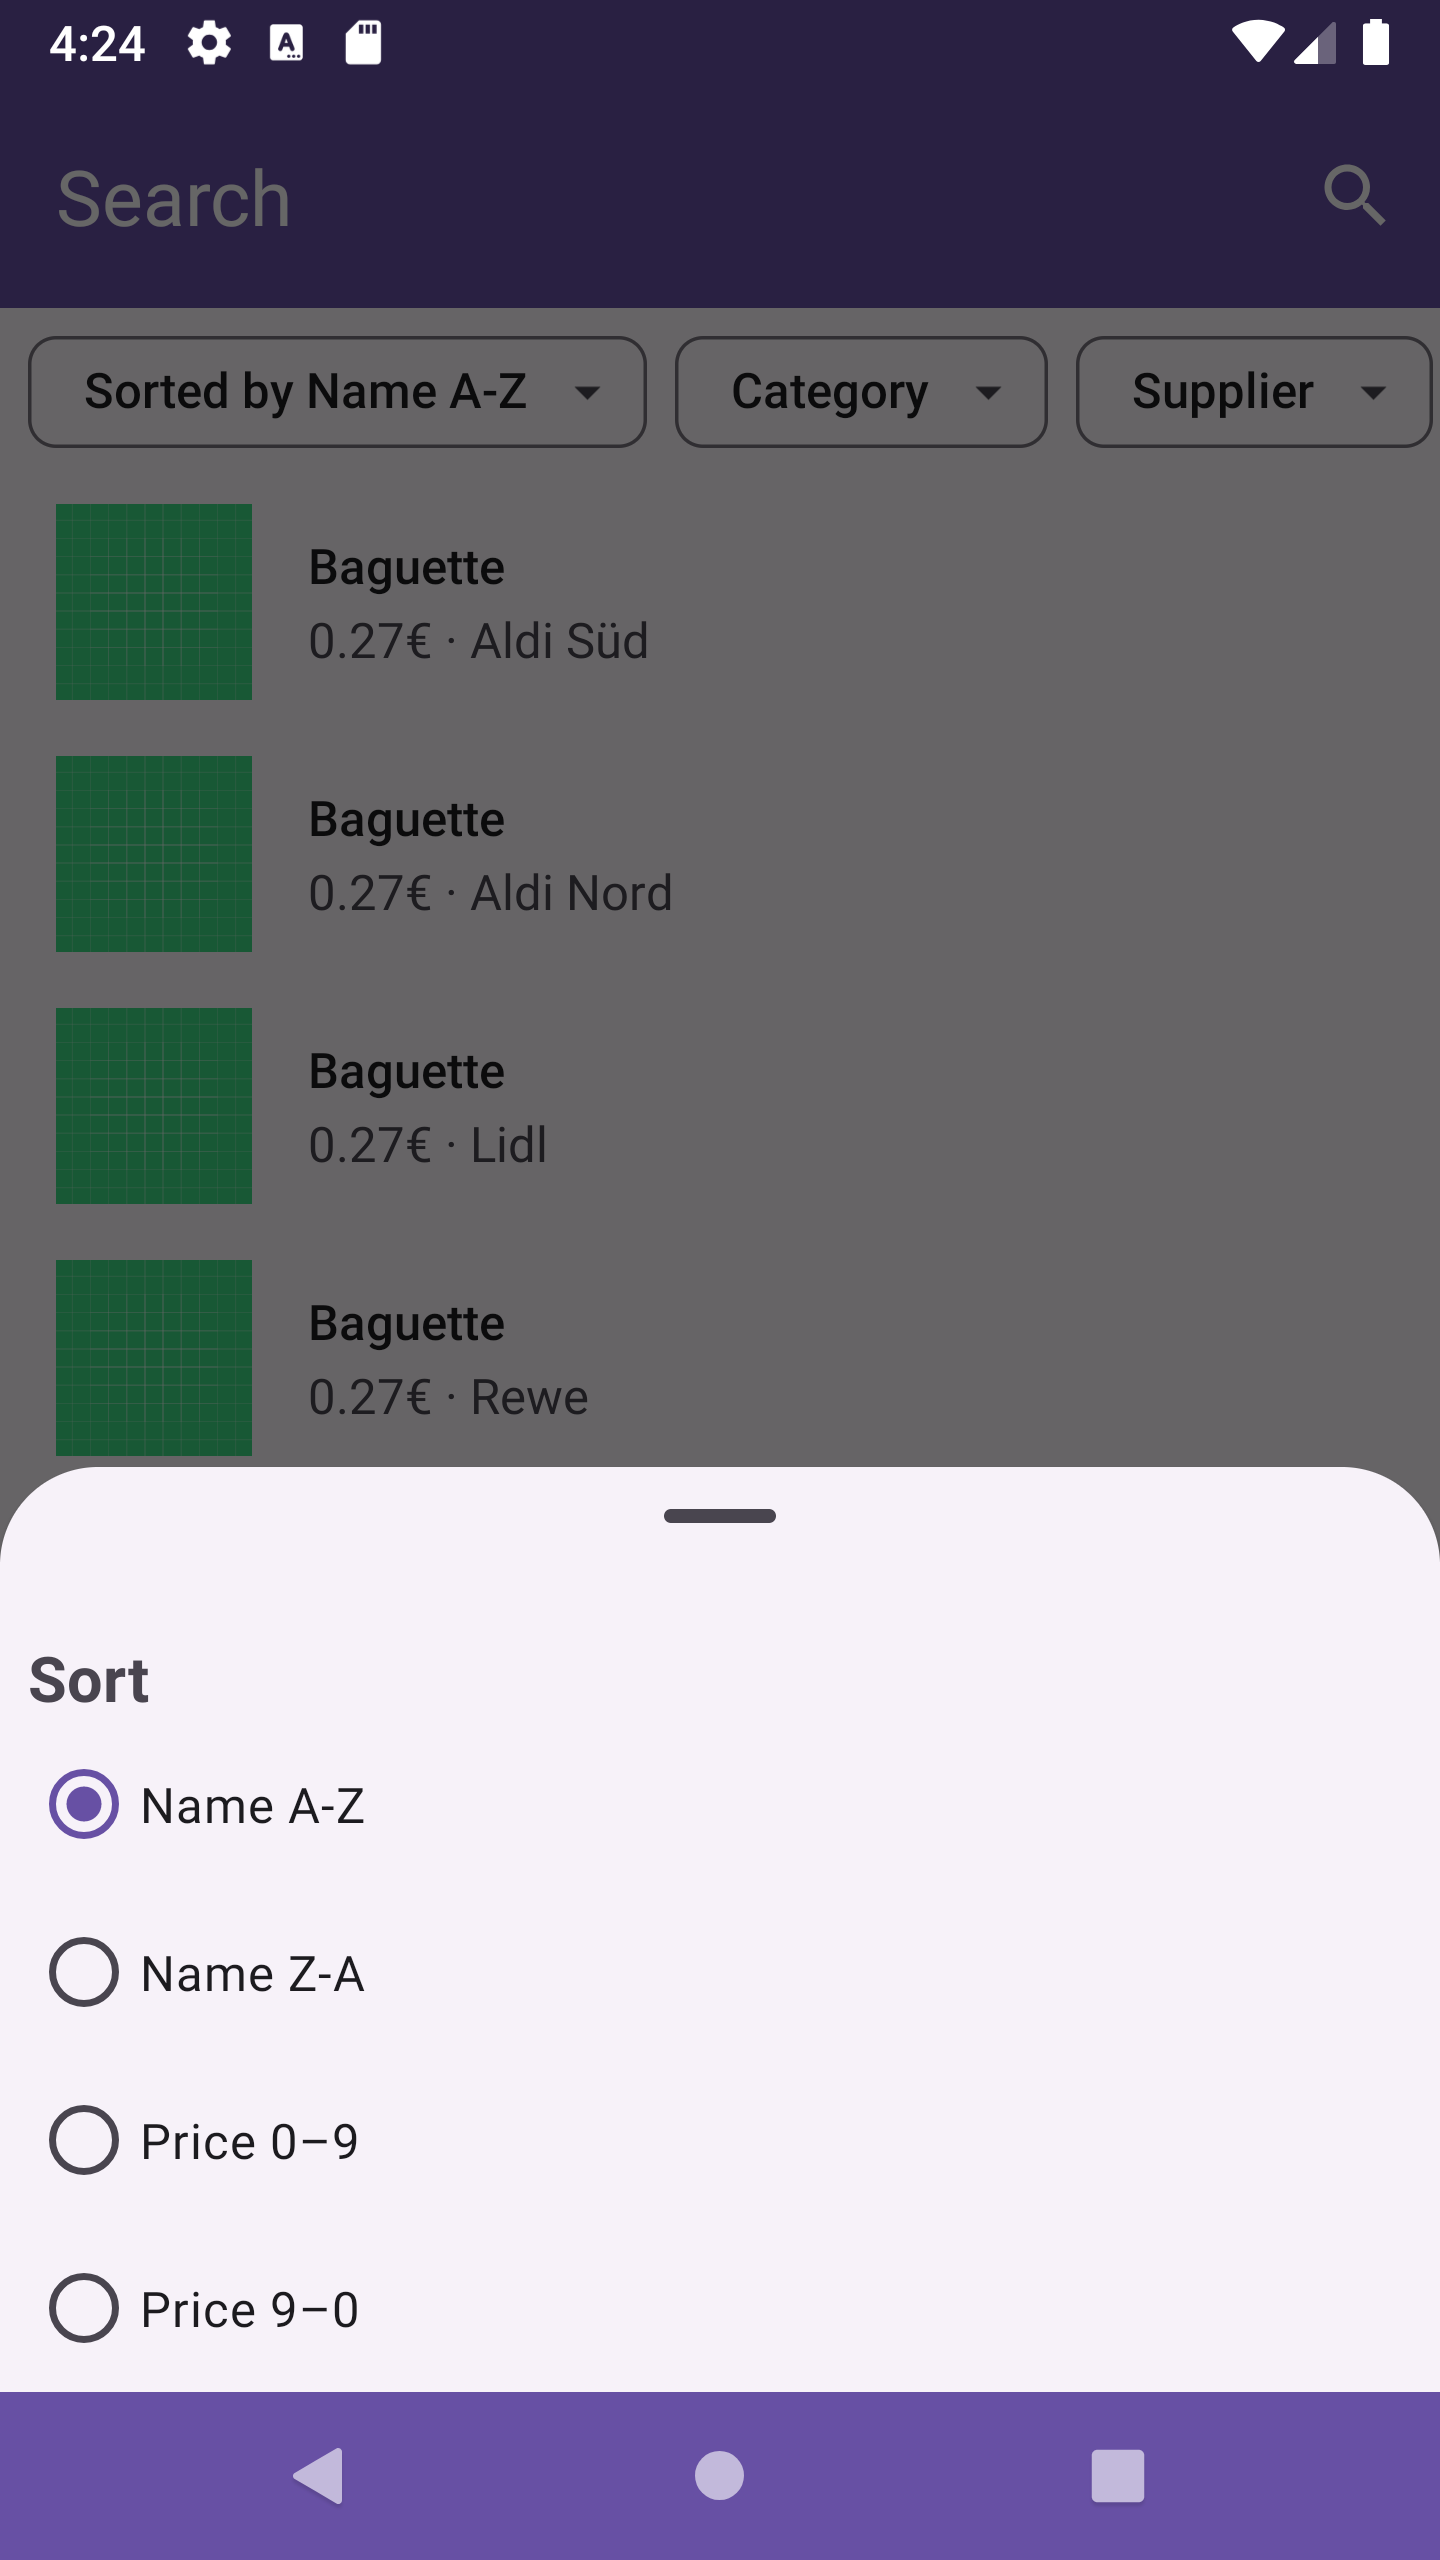 4:24
Search
Sorted by Name A-Z
Category
Supplier
Baguette
0.27€ · Aldi Süd
Baguette
0.27€ · Aldi Nord
Baguette
0.27€ · Lidl
Baguette
0.27€ · Rewe
Sort
Name A-Z
Name Z-A
Price 0–9
Price 9–0